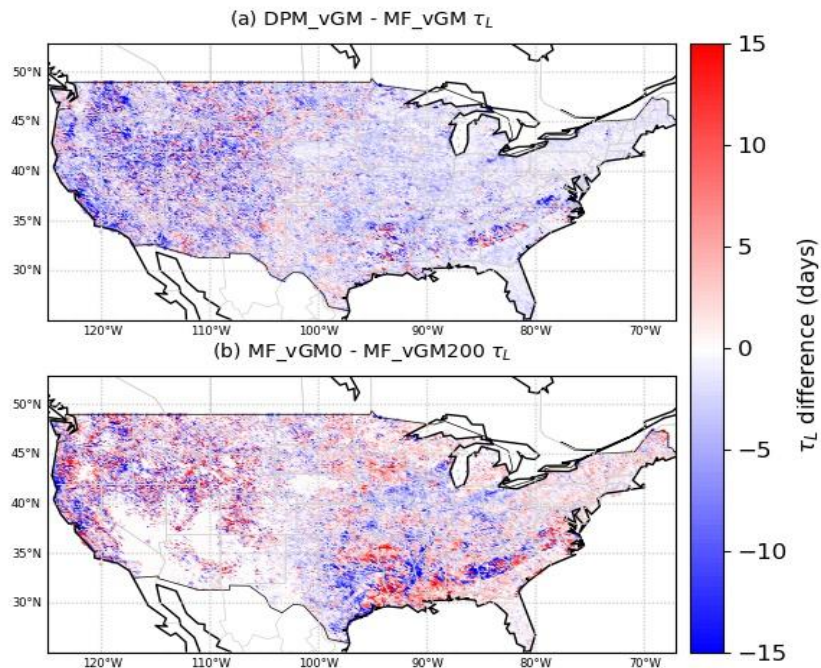 (a) DPM_vGM - MF_vGM τL
50°N
45°N
40°N
35°N
30°N
120°W 110°W 100°W 90°W 80°W 70°W
(b) MF_vGM0 - MF_vGM200 τL
50°N
45°N
40°N
35°N
30°N
120°W 110°W 100°W 90°W 80°W 70°W
15
10
5
0
−5
−10
−15
τL difference (days)